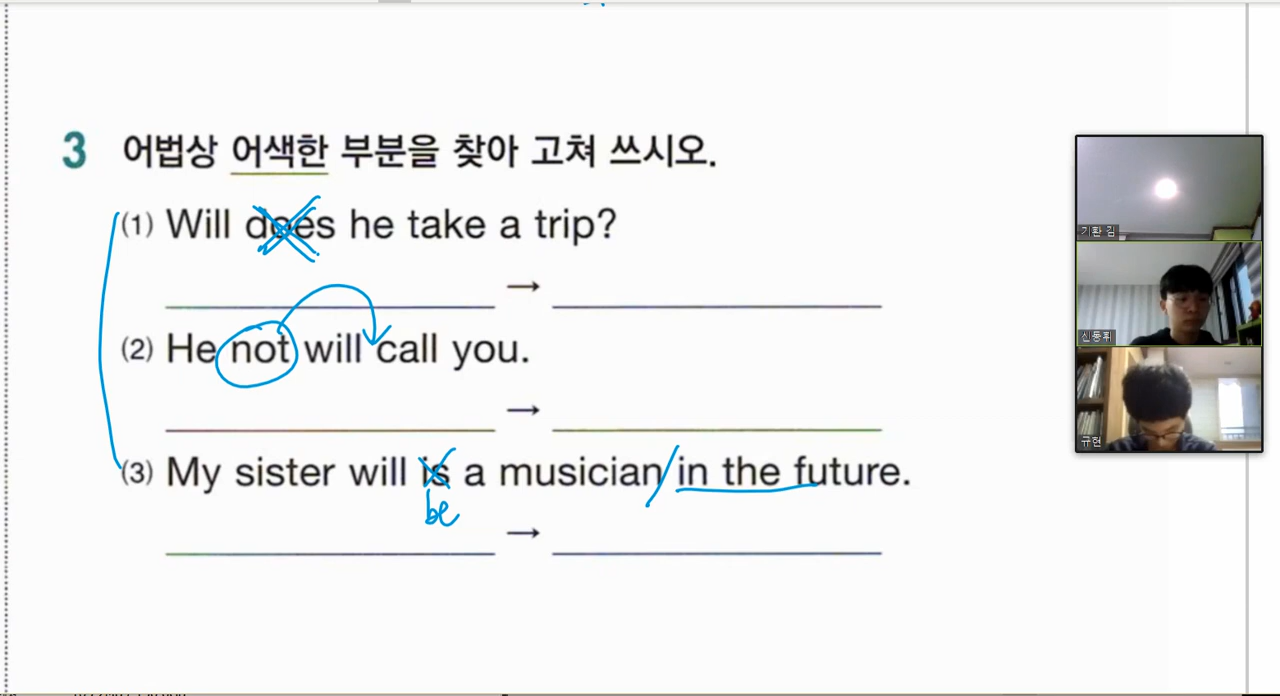 3 어법상 어색한 부분을 찾아 고쳐 쓰시오.
(1) Will does he take a trip?
→
(2) He not will call you.
→
(3) My sister will is a musician/in the future.
be
→
기환 김
신동휘
규현